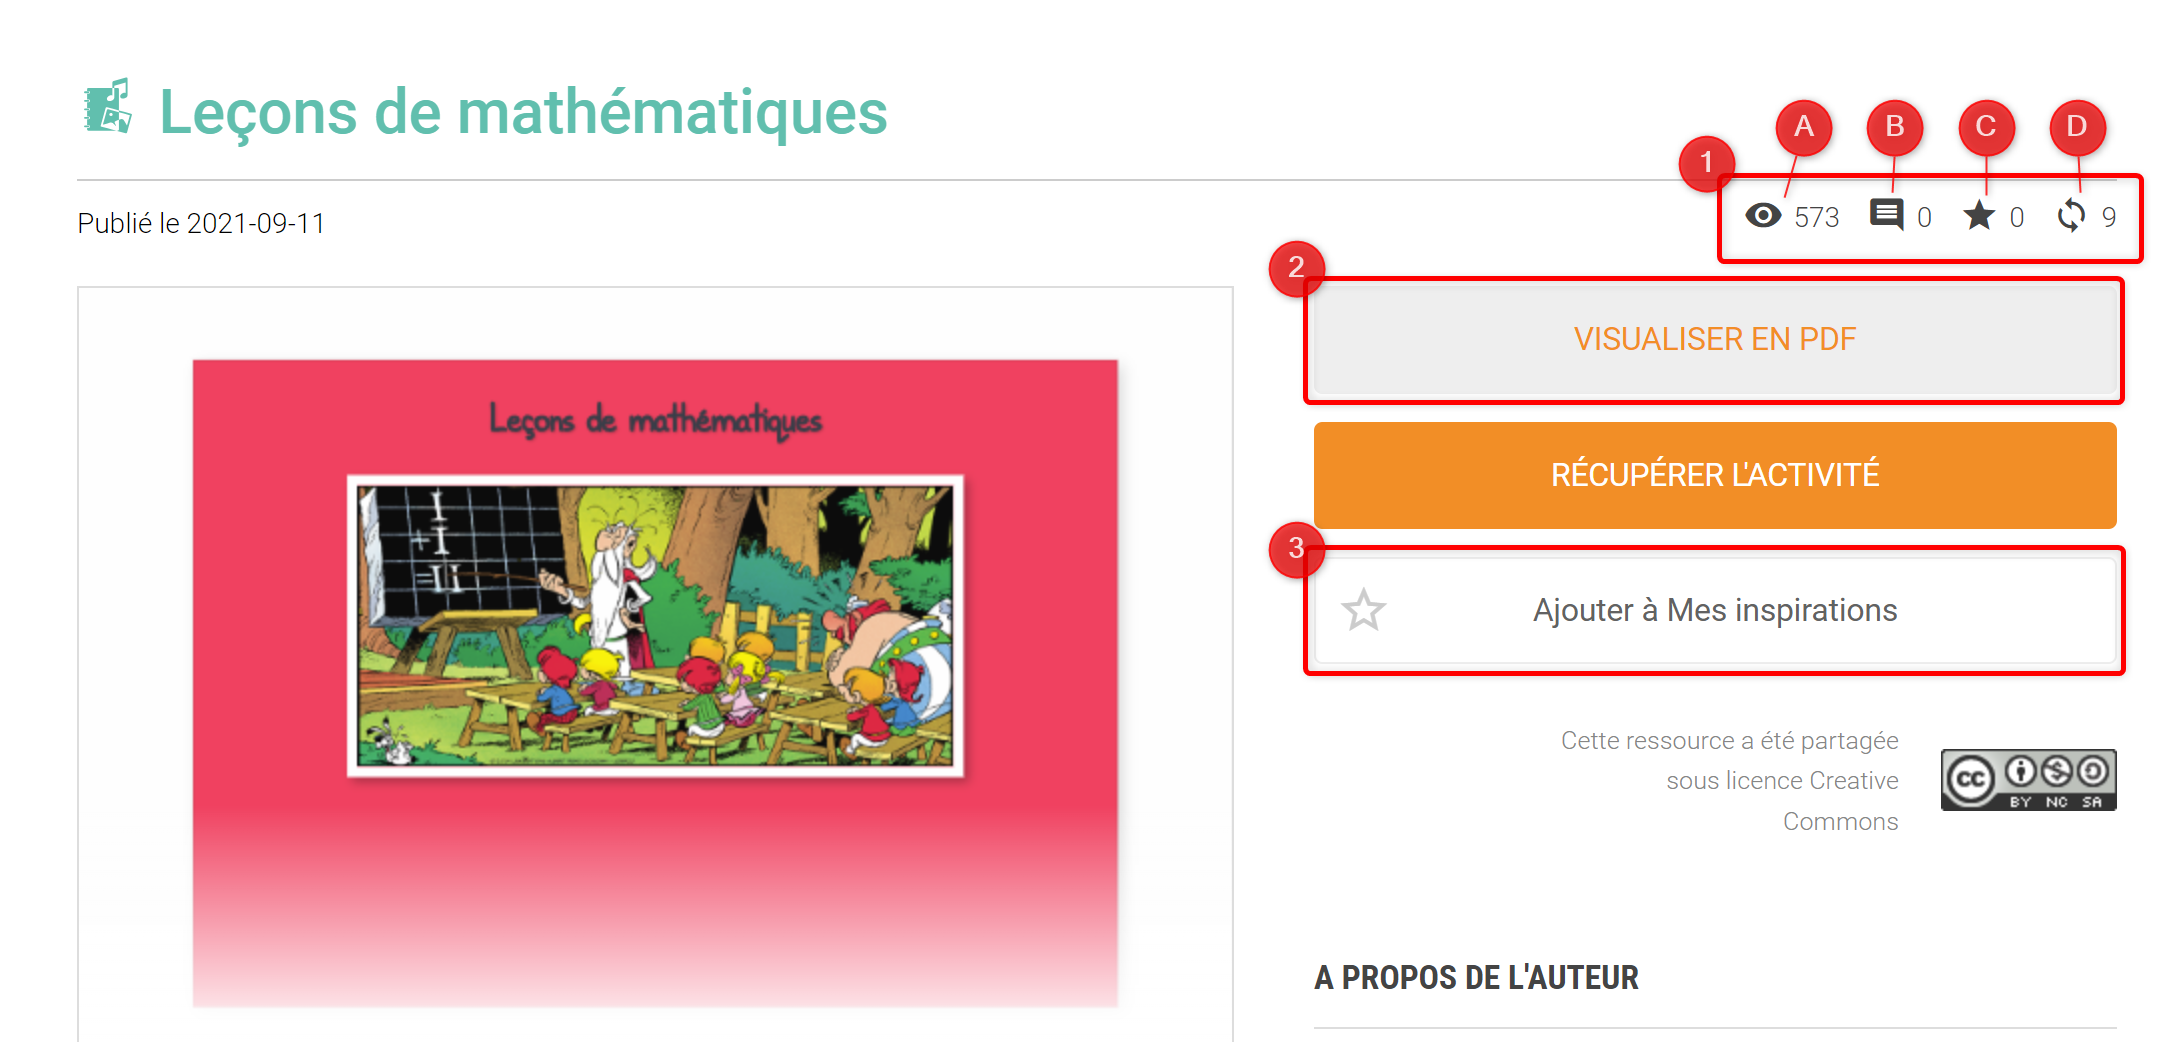 Leçons de mathématiques
A B C D
1
Publié le 2021-09-11
573 0 0 9
2
VISUALISER EN PDF
RÉCUPÉRER L'ACTIVITÉ
3
Ajouter à Mes inspirations
Leçons de mathématiques
I
+I
=II
Cette ressource a été partagée
sous licence Creative
Commons
cc
BY NC SA
A PROPOS DE L'AUTEUR